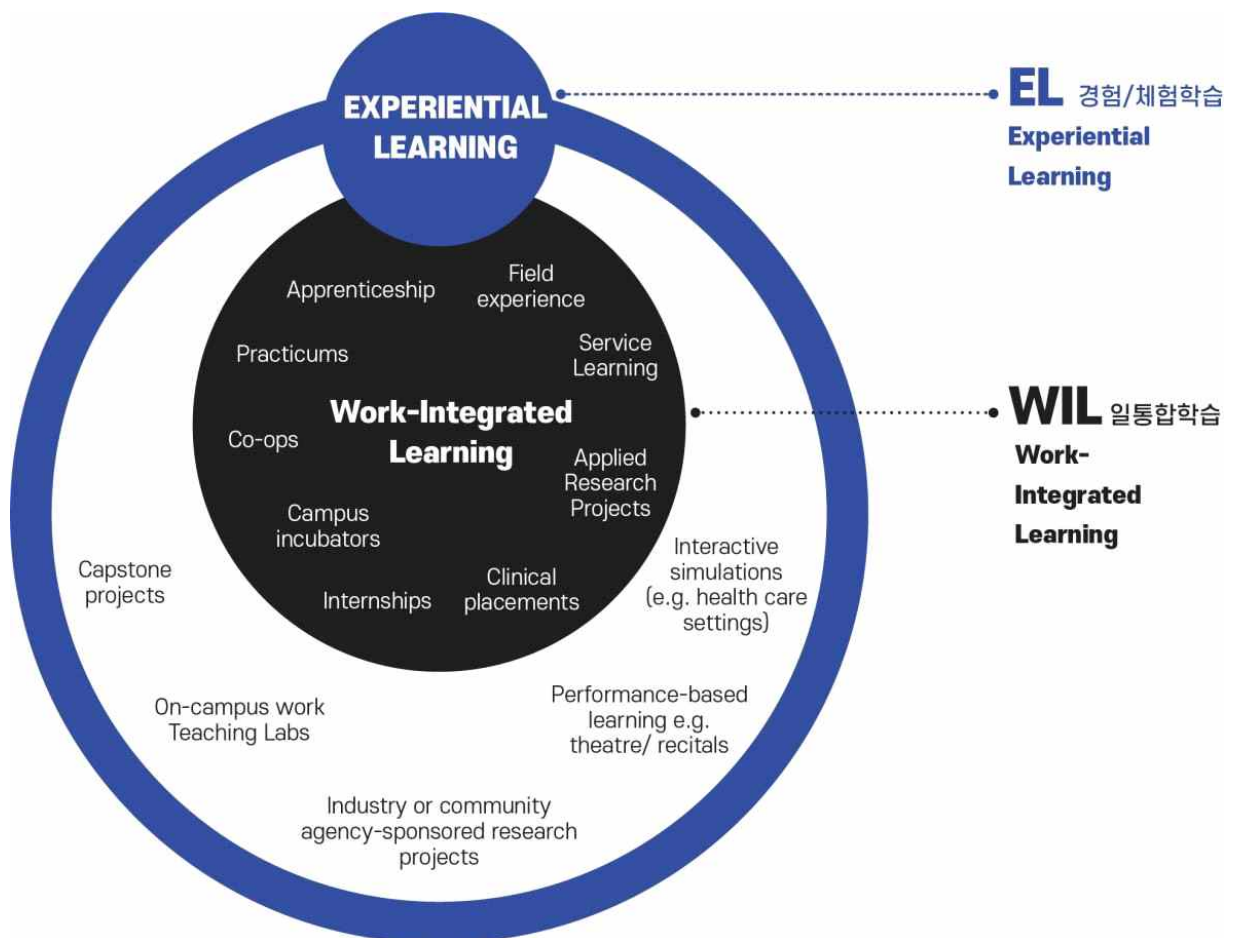 EXPERIENTIAL
LEARNING
EL 경험/체험학습
Experiential
Learning
Apprenticeship
Field
experience
Practicums
Service
Learning
Work-Integrated
Learning
WIL 일통합학습
Work-
Integrated
Learning
Co-ops
Applied
Research
Projects
Campus
incubators
Internships
Clinical
placements
Capstone
projects
Interactive
simulations
(e.g. health care
settings)
On-campus work
Teaching Labs
Performance-based
learning e.g.
theatre/ recitals
Industry or community
agency-sponsored research
projects